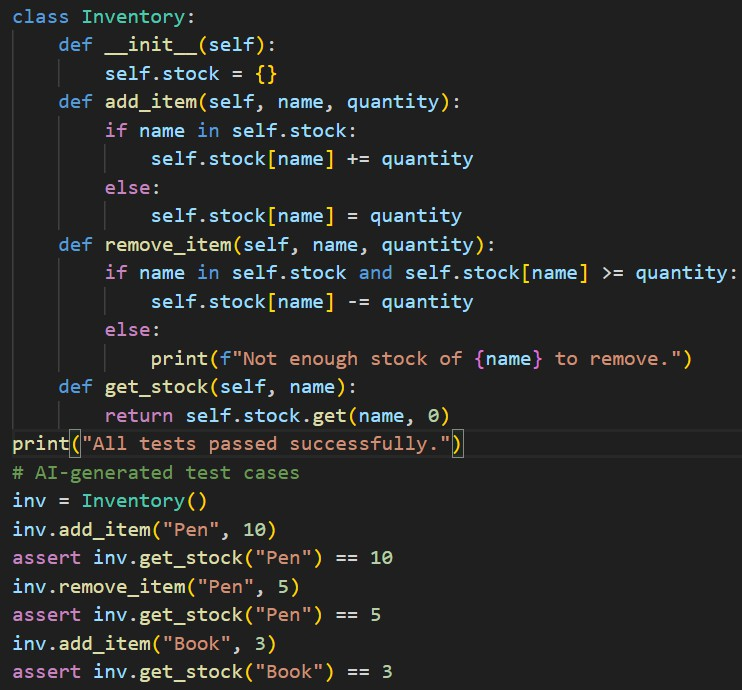 class Inventory:
    def __init__(self):
        self.stock = {}
    def add_item(self, name, quantity):
        if name in self.stock:
            self.stock[name] += quantity
        else:
            self.stock[name] = quantity
    def remove_item(self, name, quantity):
        if name in self.stock and self.stock[name] >= quantity:
            self.stock[name] -= quantity
        else:
            print(f"Not enough stock of {name} to remove.")
    def get_stock(self, name):
        return self.stock.get(name, 0)
print("All tests passed successfully.")
# AI-generated test cases
inv = Inventory()
inv.add_item("Pen", 10)
assert inv.get_stock("Pen") == 10
inv.remove_item("Pen", 5)
assert inv.get_stock("Pen") == 5
inv.add_item("Book", 3)
assert inv.get_stock("Book") == 3